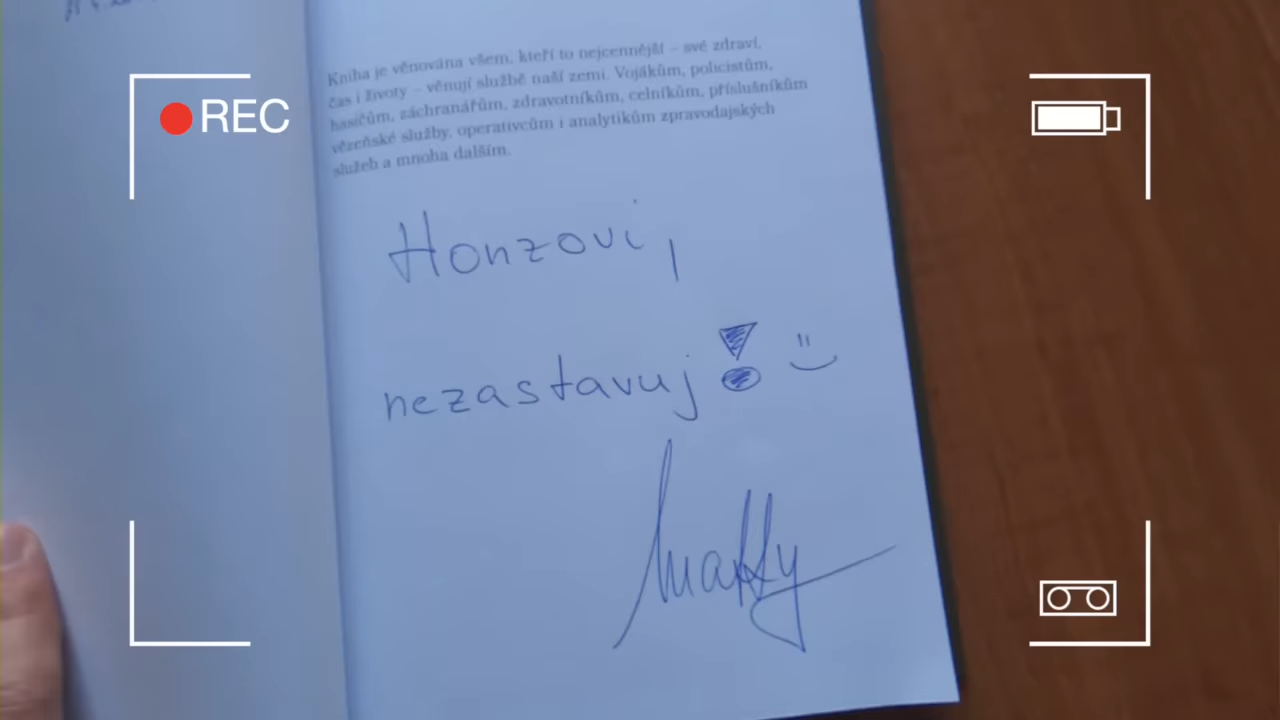 REC
Kniha je věnována všem, kteří to nejcennější – své zdraví,
čas i životy – věnují službě naší zemi. Vojákům, policistům,
hasičům, záchranářům, zdravotníkům, celníkům, příslušníkům
vězeňské služby, operativcům i analytikům zpravodajských
služeb a mnoha dalším.
Honzovi,
nezastavuj!